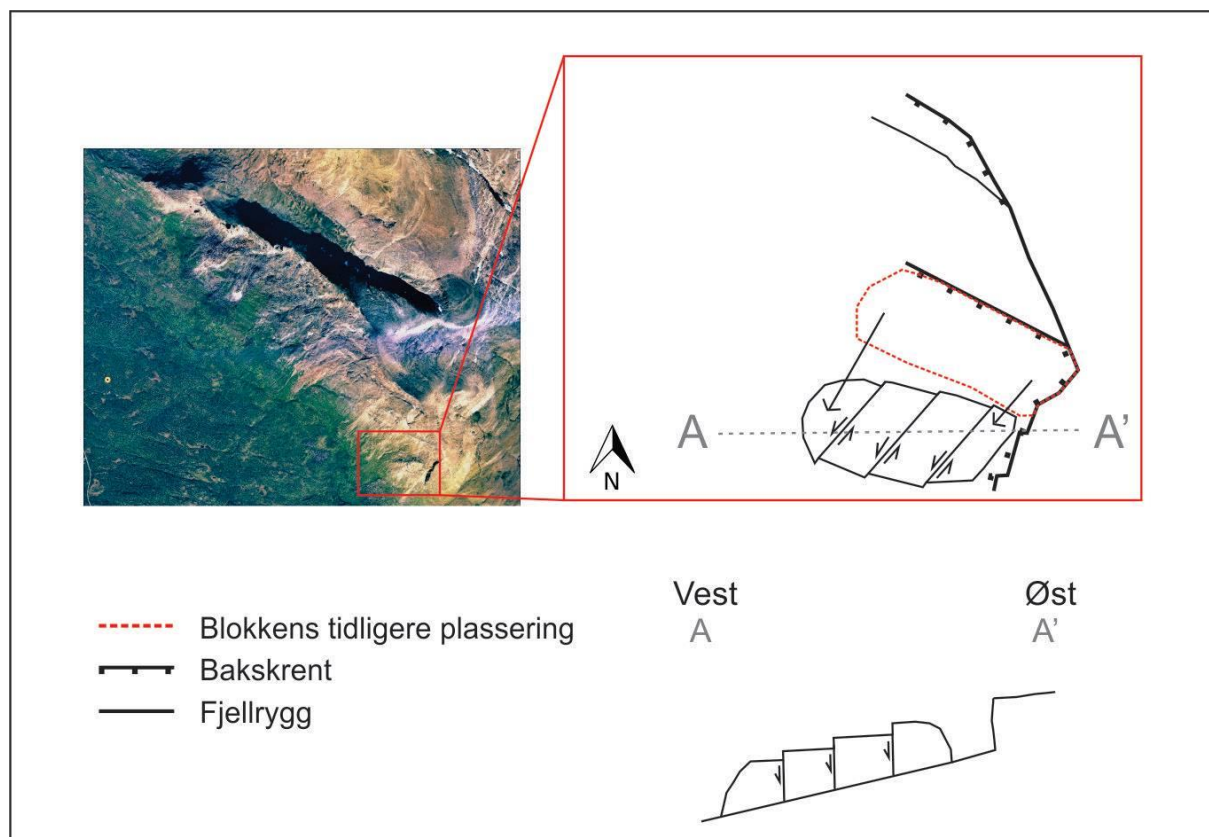 A
A'
N
Blokkens tidligere plassering
Bakskrent
Fjellrygg
Vest
Øst
A
A'